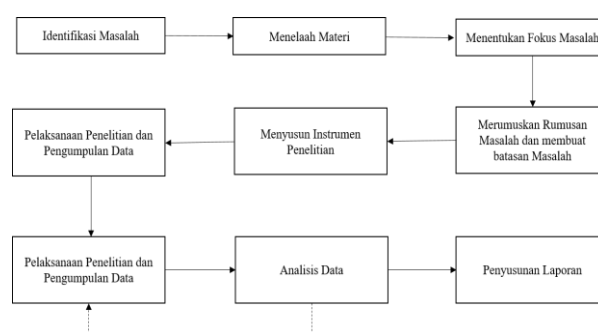 Identifikasi Masalah
Menelaah Materi
Menentukan Fokus Masalah
Merumuskan Rumusan
Masalah dan membuat
batasan Masalah
Menyusun Instrumen
Penelitian
Pelaksanaan Penelitian dan
Pengumpulan Data
Pelaksanaan Penelitian dan
Pengumpulan Data
Analisis Data
Penyusunan Laporan